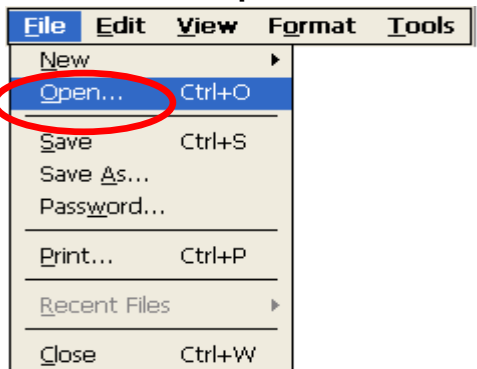 File Edit View Format Tools
New
Open... Ctrl+O
Save Ctrl+S
Save As...
Password...
Print... Ctrl+P
Recent Files
Close Ctrl+W